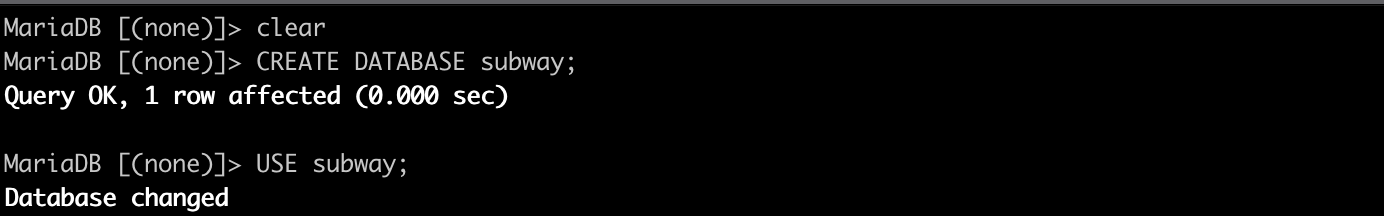 MariaDB [(none)]> clear
MariaDB [(none)]> CREATE DATABASE subway;
Query OK, 1 row affected (0.000 sec)
MariaDB [(none)]> USE subway;
Database changed